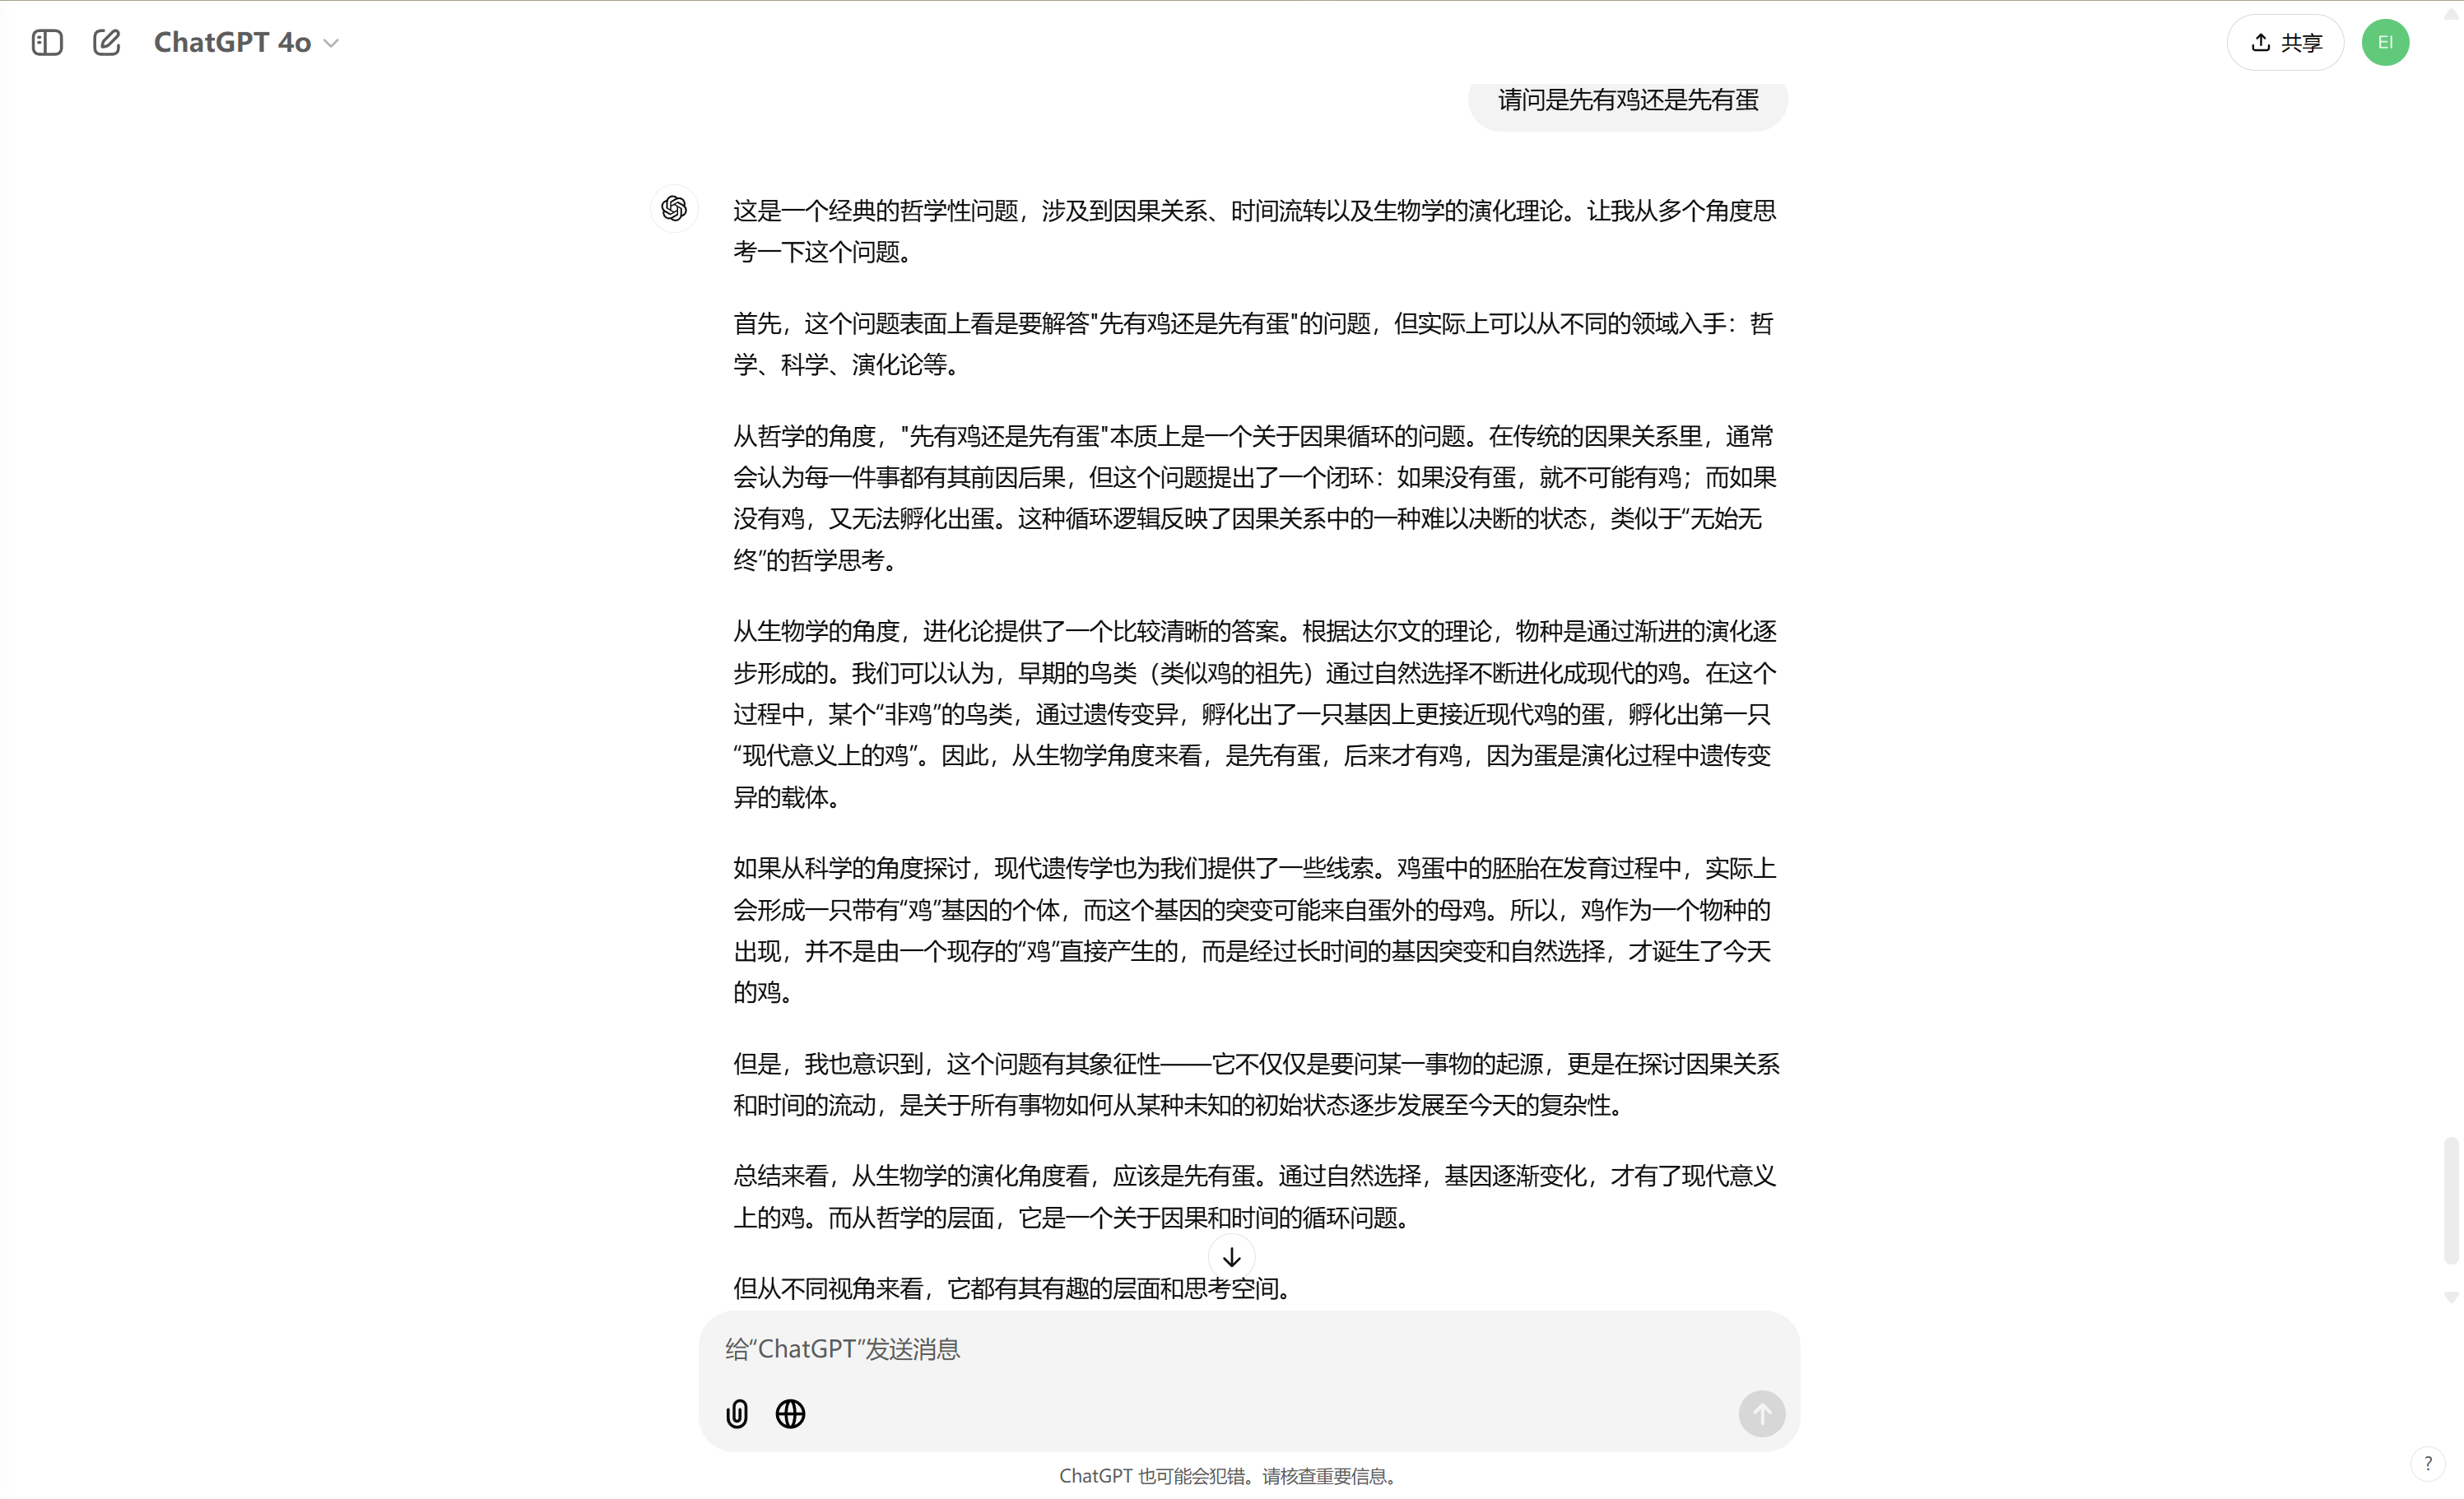 ChatGPT 4o
共享
EI
请问是先有鸡还是先有蛋
这是一个经典的哲学性问题，涉及到因果关系、时间流转以及生物学的演化理论。让我从多个角度思
考一下这个问题。
首先，这个问题表面上看是要解答"先有鸡还是先有蛋"的问题，但实际上可以从不同的领域入手：哲
学、科学、演化论等。
从哲学的角度，"先有鸡还是先有蛋"本质上是一个关于因果循环的问题。在传统的因果关系里，通常
会认为每一件事都有其前因后果，但这个问题提出了一个闭环：如果没有蛋，就不可能有鸡；而如果
没有鸡，又无法孵化出蛋。这种循环逻辑反映了因果关系中的一种难以决断的状态，类似于“无始无
终”的哲学思考。
从生物学的角度，进化论提供了一个比较清晰的答案。根据达尔文的理论，物种是通过渐进的演化逐
步形成的。我们可以认为，早期的鸟类（类似鸡的祖先）通过自然选择不断进化成现代的鸡。在这个
过程中，某个“非鸡”的鸟类，通过遗传变异，孵化出了一只基因上更接近现代鸡的蛋，孵化出第一只
“现代意义上的鸡”。因此，从生物学角度来看，是先有蛋，后来才有鸡，因为蛋是演化过程中遗传变
异的载体。
如果从科学的角度探讨，现代遗传学也为我们提供了一些线索。鸡蛋中的胚胎在发育过程中，实际上
会形成一只带有“鸡”基因的个体，而这个基因的突变可能来自蛋外的母鸡。所以，鸡作为一个物种的
出现，并不是由一个现存的“鸡”直接产生的，而是经过长时间的基因突变和自然选择，才诞生了今天
的鸡。
但是，我也意识到，这个问题有其象征性——它不仅仅是要问某一事物的起源，更是在探讨因果关系
和时间的流动，是关于所有事物如何从某种未知的初始状态逐步发展至今天的复杂性。
总结来看，从生物学的演化角度看，应该是先有蛋。通过自然选择，基因逐渐变化，才有了现代意义
上的鸡。而从哲学的层面，它是一个关于因果和时间的循环问题。
但从不同视角来看，它都有其有趣的层面和思考空间。
给“ChatGPT”发送消息
ChatGPT 也可能会犯错。请核查重要信息。
?